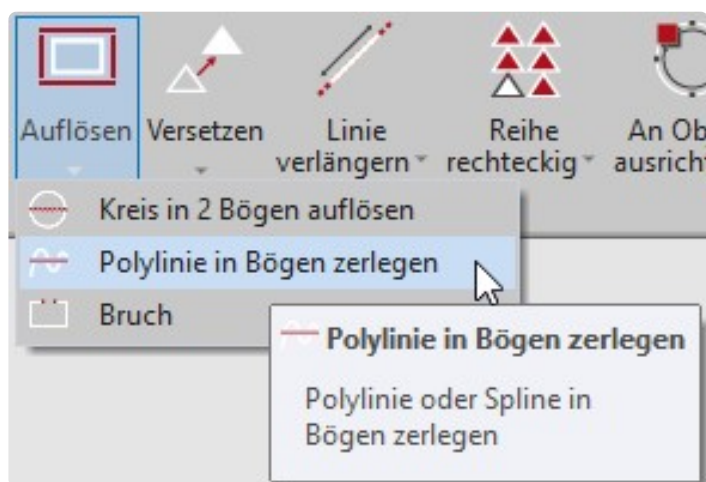 Auflösen Versetzen Linie Reihe An Ob
verlängern rechteckig ausricht
Kreis in 2 Bögen auflösen
Polylinie in Bögen zerlegen
Bruch
Polylinie in Bögen zerlegen
Polylinie oder Spline in
Bögen zerlegen